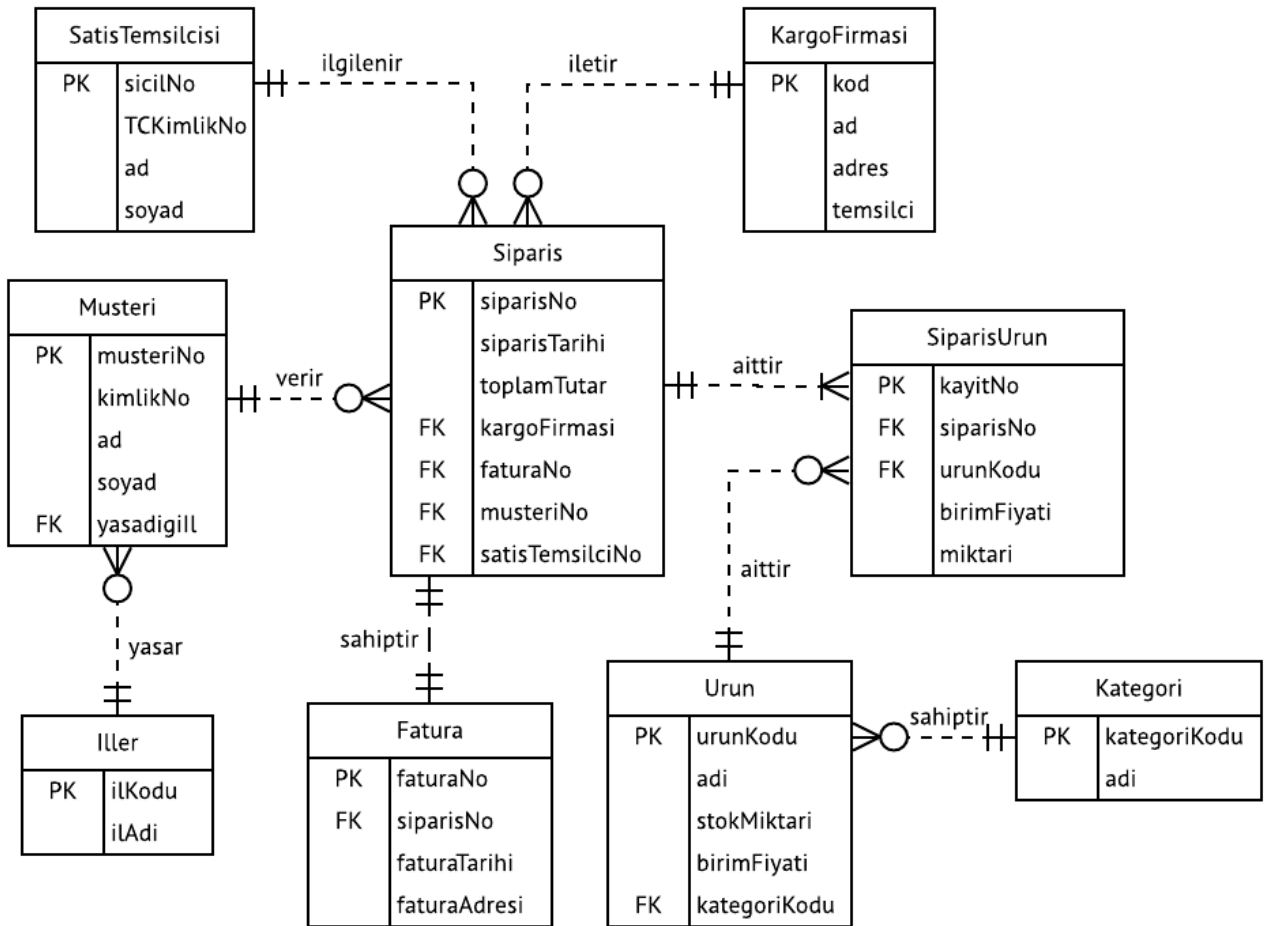 SatisTemsilcisi
PK sicilNo
TCKimlikNo
ad
soyad
ilgilenir
iletir
KargoFirmasi
PK kod
ad
adres
temsilci
Musteri
PK musteriNo
kimlikNo
ad
soyad
FK yasadigiIl
verir
Siparis
PK siparisNo
siparisTarihi
toplamTutar
FK kargoFirmasi
FK faturaNo
FK musteriNo
FK satisTemsilciNo
aittir
SiparisUrun
PK kayitNo
FK siparisNo
FK urunKodu
birimFiyati
miktari
aittir
yasar
sahiptir
Iller
PK ilKodu
ilAdi
Fatura
PK faturaNo
FK siparisNo
faturaTarihi
faturaAdresi
Urun
PK urunKodu
adi
stokMiktari
birimFiyati
FK kategoriKodu
sahiptir
Kategori
PK kategoriKodu
adi